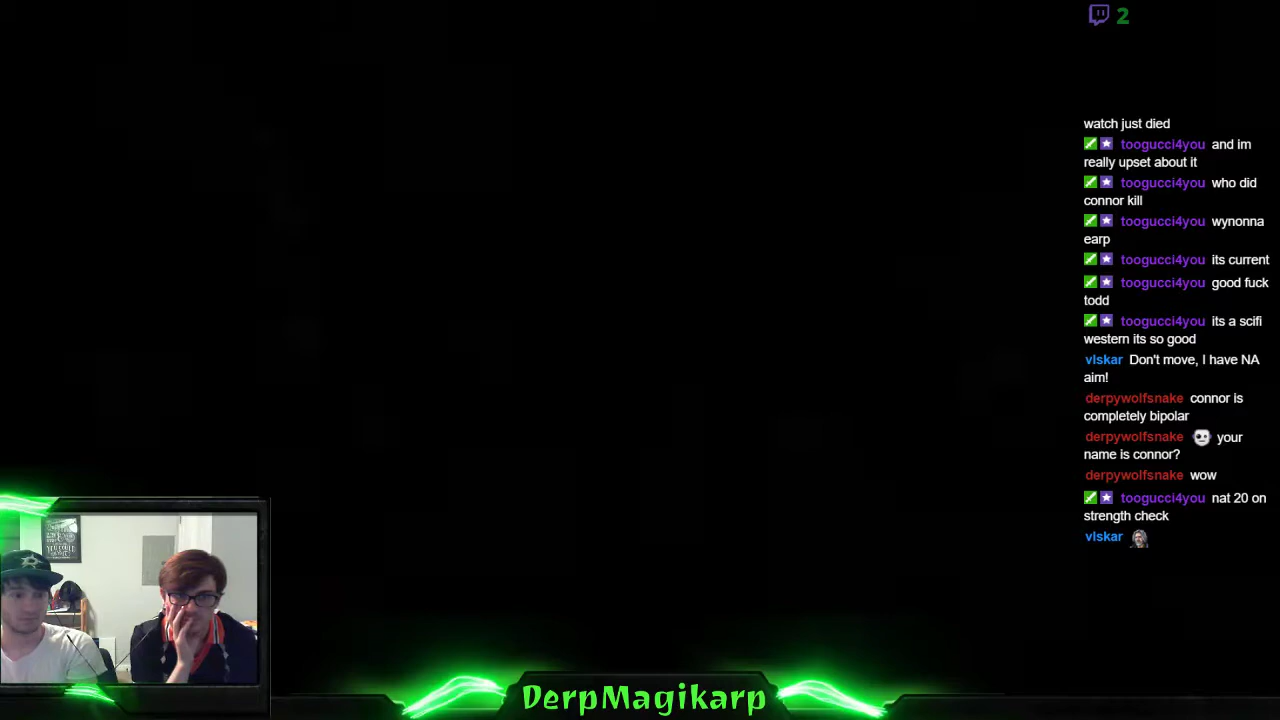 2
watch just died
toogucci4you and im
really upset about it
toogucci4you who did
connor kill
toogucci4you wynonna
earp
toogucci4you its current
toogucci4you good fuck
todd
toogucci4you its a scifi
western its so good
vlskar Don't move, I have NA
aim!
derpywolfsnake connor is
completely bipolar
derpywolfsnake your
name is connor?
derpywolfsnake wow
toogucci4you nat 20 on
strength check
vlskar
DerpMagikarp